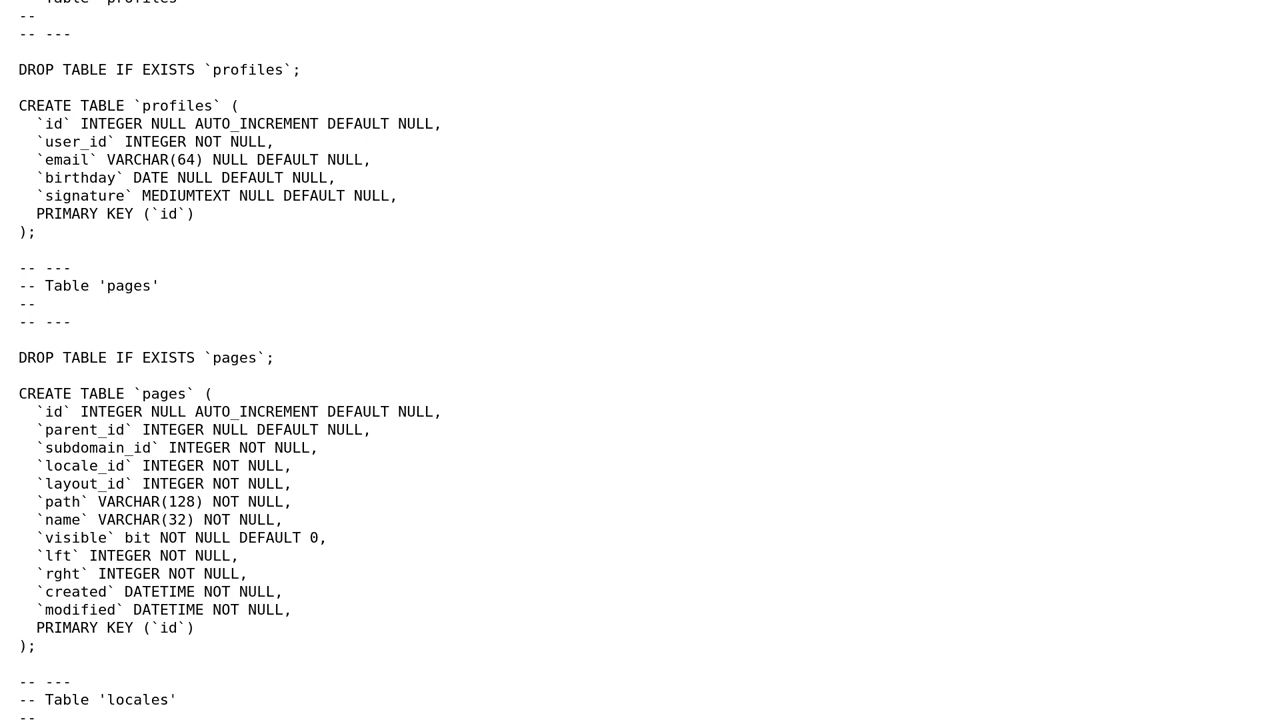 -- Table 'profiles'
--
-- ---
DROP TABLE IF EXISTS `profiles`;
CREATE TABLE `profiles` (
  `id` INTEGER NULL AUTO_INCREMENT DEFAULT NULL,
  `user_id` INTEGER NOT NULL,
  `email` VARCHAR(64) NULL DEFAULT NULL,
  `birthday` DATE NULL DEFAULT NULL,
  `signature` MEDIUMTEXT NULL DEFAULT NULL,
  PRIMARY KEY (`id`)
);
-- ---
-- Table 'pages'
--
-- ---
DROP TABLE IF EXISTS `pages`;
CREATE TABLE `pages` (
  `id` INTEGER NULL AUTO_INCREMENT DEFAULT NULL,
  `parent_id` INTEGER NULL DEFAULT NULL,
  `subdomain_id` INTEGER NOT NULL,
  `locale_id` INTEGER NOT NULL,
  `layout_id` INTEGER NOT NULL,
  `path` VARCHAR(128) NOT NULL,
  `name` VARCHAR(32) NOT NULL,
  `visible` bit NOT NULL DEFAULT 0,
  `lft` INTEGER NOT NULL,
  `rght` INTEGER NOT NULL,
  `created` DATETIME NOT NULL,
  `modified` DATETIME NOT NULL,
  PRIMARY KEY (`id`)
);
-- ---
-- Table 'locales'
--